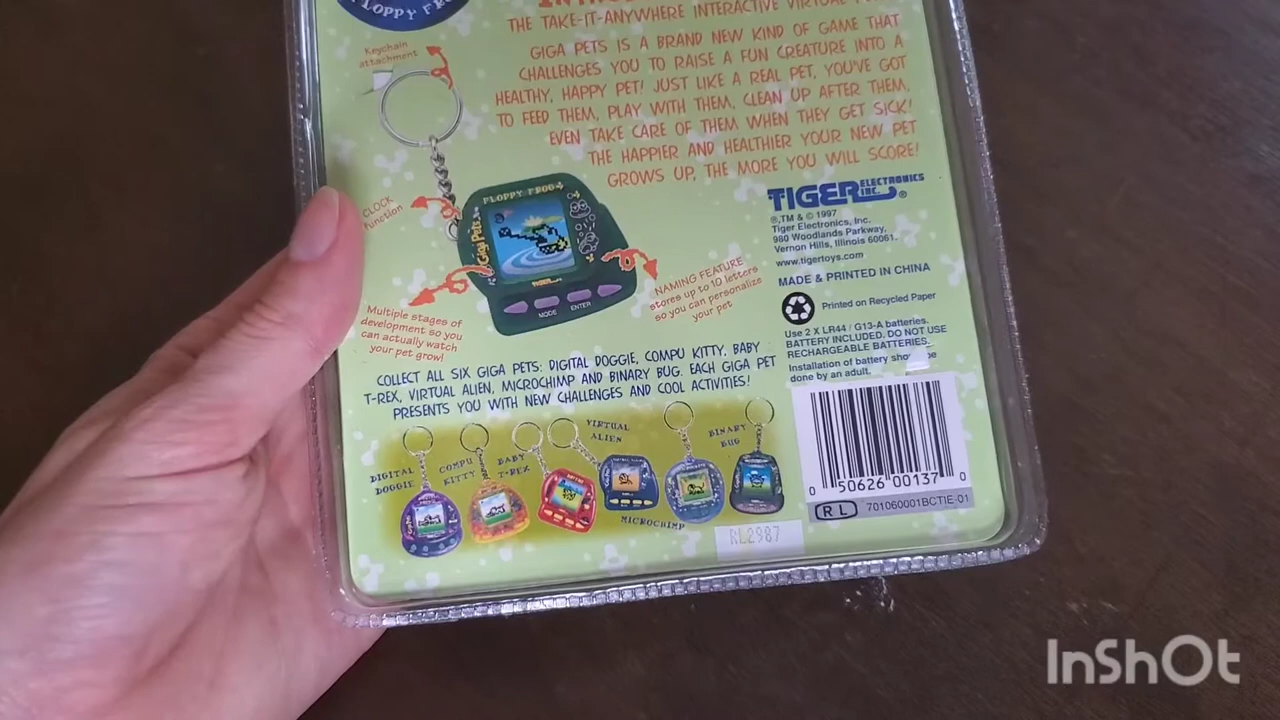 FLOPPY FROG
THE TAKE-IT-ANYWHERE INTERACTIVE VIRTUAL
GIGA PETS IS A BRAND NEW KIND OF GAME THAT
CHALLENGES YOU TO RAISE A FUN CREATURE INTO A
HEALTHY, HAPPY PET! JUST LIKE A REAL PET, YOU'VE GOT
TO FEED THEM, PLAY WITH THEM, CLEAN UP AFTER THEM,
EVEN TAKE CARE OF THEM WHEN THEY GET SICK!
THE HAPPIER AND HEALTHIER YOUR NEW PET
GROWS UP, THE MORE YOU WILL SCORE!
Keychain
attachment
CLOCK
function
FLOPPY FROG
Giga Pets
TIGER
MODE ENTER
Multiple stages of
development so you
can actually watch
your pet grow!
NAMING FEATURE
stores up to 10 letters
so you can personalize
your pet
TIGER ELECTRONICS INC. ®
®,TM & © 1997
Tiger Electronics, Inc.
980 Woodlands Parkway,
Vernon Hills, Illinois 60061.
www.tigertoys.com
MADE & PRINTED IN CHINA
Printed on Recycled Paper
Use 2 X LR44 / G13-A batteries.
BATTERY INCLUDED. DO NOT USE
RECHARGEABLE BATTERIES.
Installation of battery should be
done by an adult.
COLLECT ALL SIX GIGA PETS: DIGITAL DOGGIE, COMPU KITTY, BABY
T-REX, VIRTUAL ALIEN, MICROCHIMP AND BINARY BUG. EACH GIGA PET
PRESENTS YOU WITH NEW CHALLENGES AND COOL ACTIVITIES!
DIGITAL
DOGGIE
COMPU
KITTY
BABY
T-REX
VIRTUAL
ALIEN
MICROCHIMP
BINARY
BUG
RL2987
0 50626 00137 0
RL 701060001BCTIE-01
InShOt